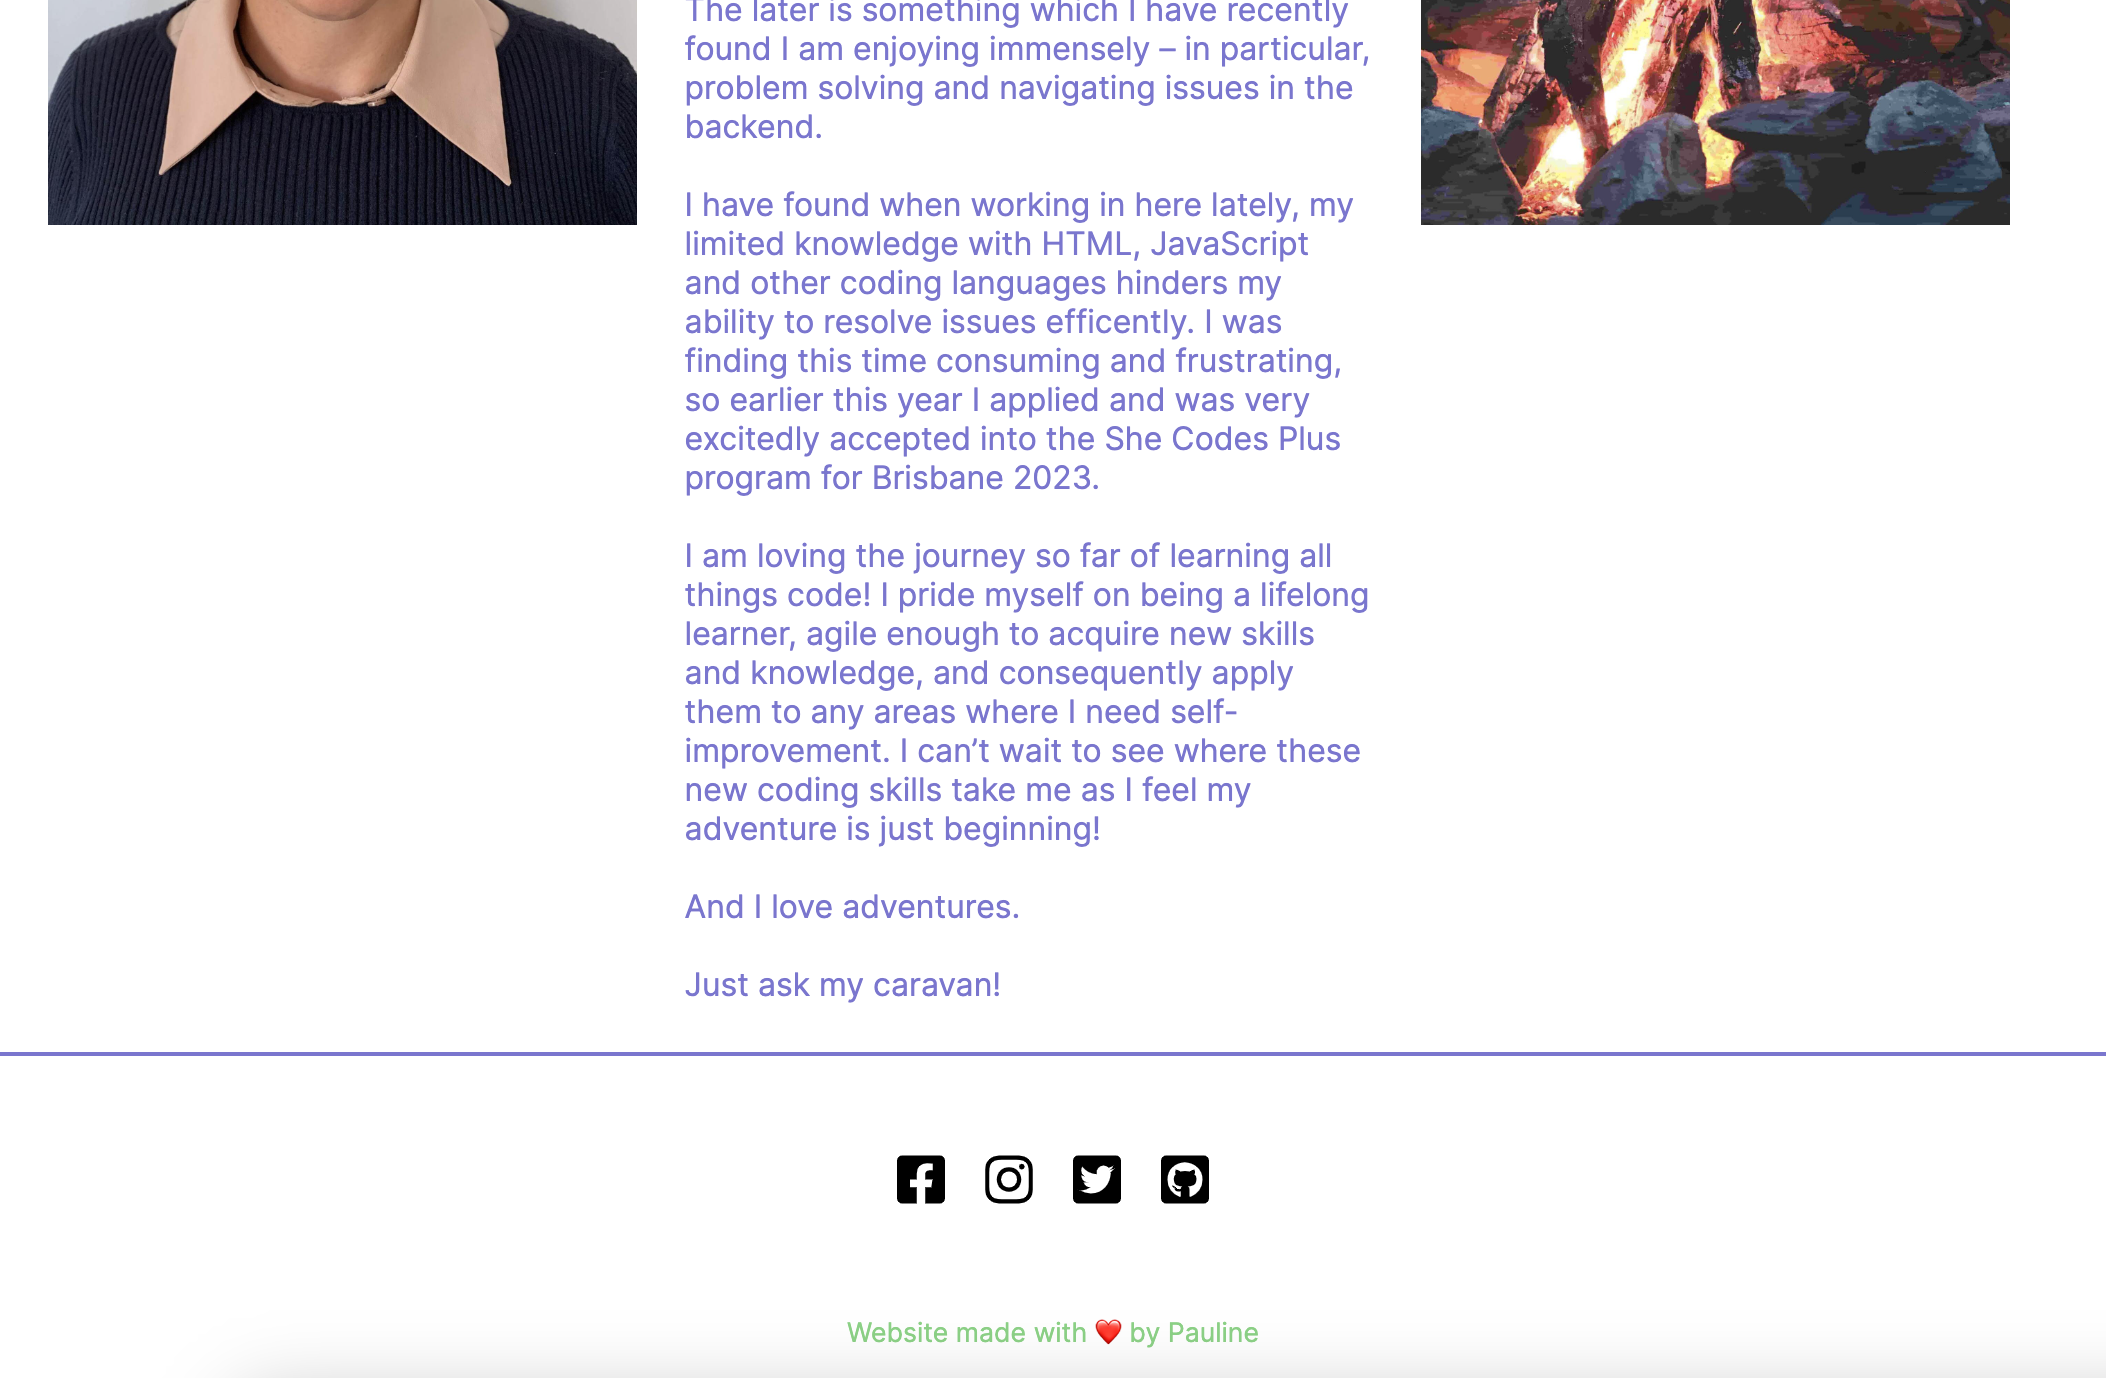 The later is something which I have recently
found I am enjoying immensely – in particular,
problem solving and navigating issues in the
backend.
I have found when working in here lately, my
limited knowledge with HTML, JavaScript
and other coding languages hinders my
ability to resolve issues efficently. I was
finding this time consuming and frustrating,
so earlier this year I applied and was very
excitedly accepted into the She Codes Plus
program for Brisbane 2023.
I am loving the journey so far of learning all
things code! I pride myself on being a lifelong
learner, agile enough to acquire new skills
and knowledge, and consequently apply
them to any areas where I need self-
improvement. I can’t wait to see where these
new coding skills take me as I feel my
adventure is just beginning!
And I love adventures.
Just ask my caravan!
Website made with ❤️ by Pauline